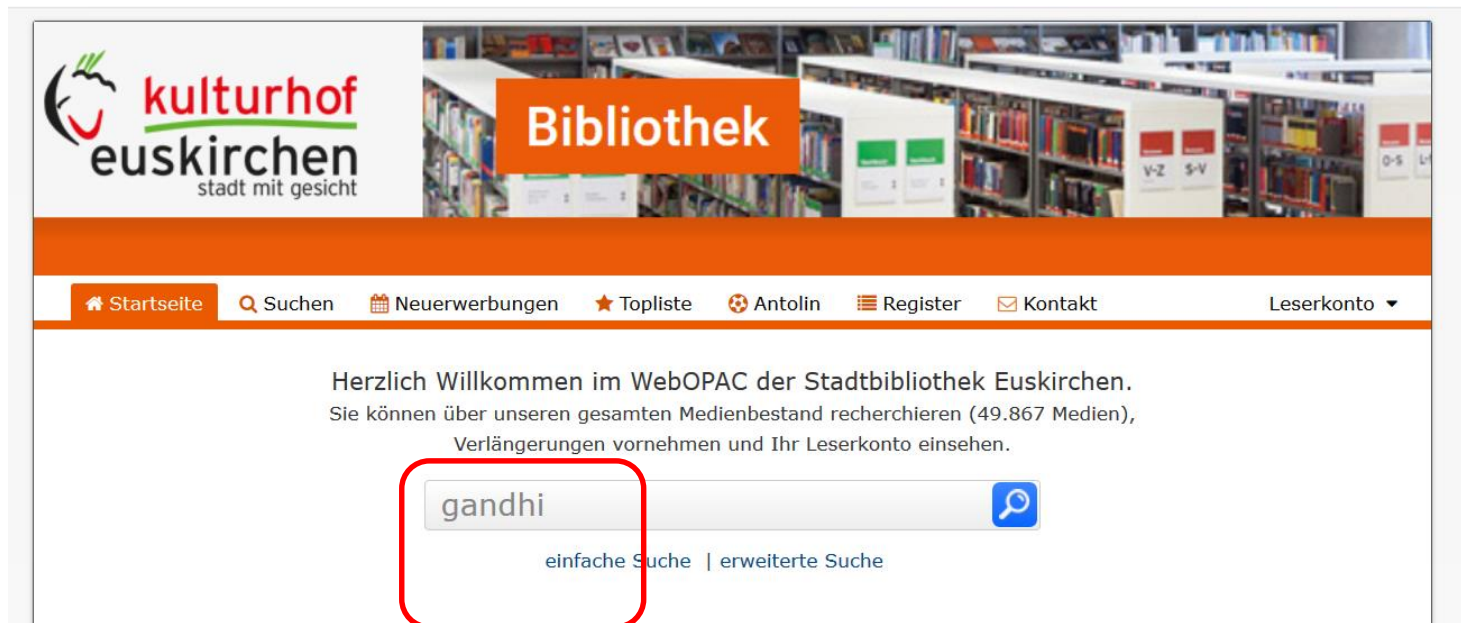 kulturhof
euskirchen
stadt mit gesicht
Bibliothek
V-Z S-V
O-S
Startseite Suchen Neuerwerbungen Topliste Antolin Register Kontakt Leserkonto
Herzlich Willkommen im WebOPAC der Stadtbibliothek Euskirchen.
Sie können über unseren gesamten Medienbestand recherchieren (49.867 Medien),
Verlängerungen vornehmen und Ihr Leserkonto einsehen.
gandhi
einfache Suche | erweiterte Suche